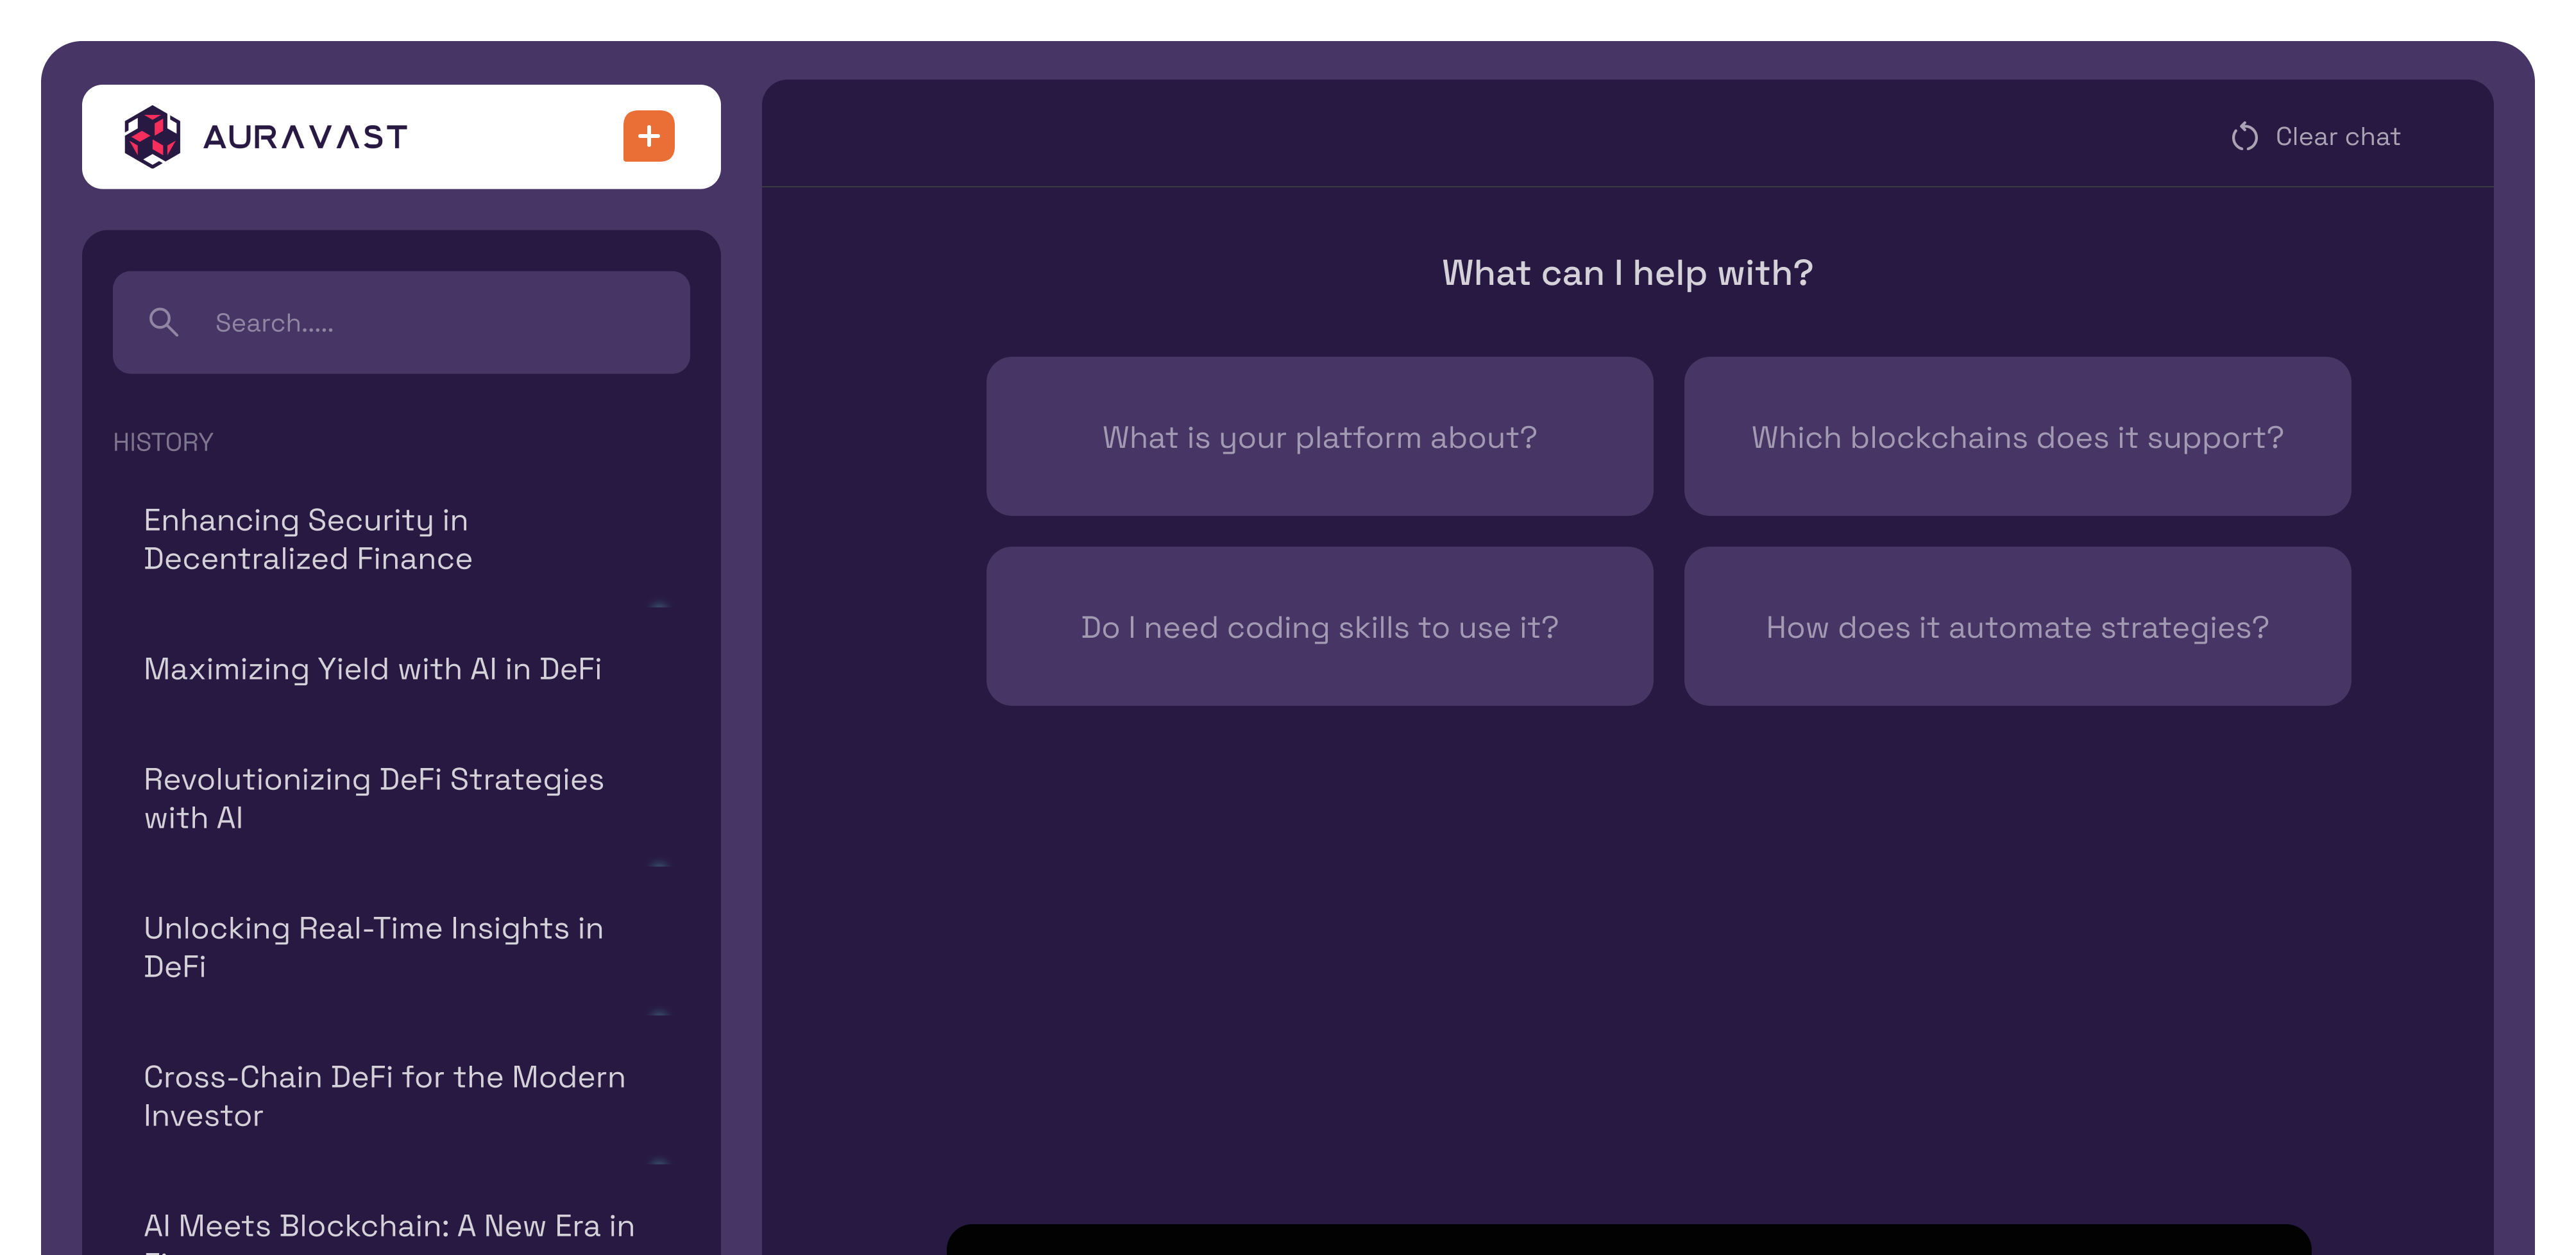 AURAVAST
Search.....
HISTORY
Enhancing Security in
Decentralized Finance
Maximizing Yield with AI in DeFi
Revolutionizing DeFi Strategies
with AI
Unlocking Real-Time Insights in
DeFi
Cross-Chain DeFi for the Modern
Investor
AI Meets Blockchain: A New Era in
Clear chat
What can I help with?
What is your platform about?
Which blockchains does it support?
Do I need coding skills to use it?
How does it automate strategies?